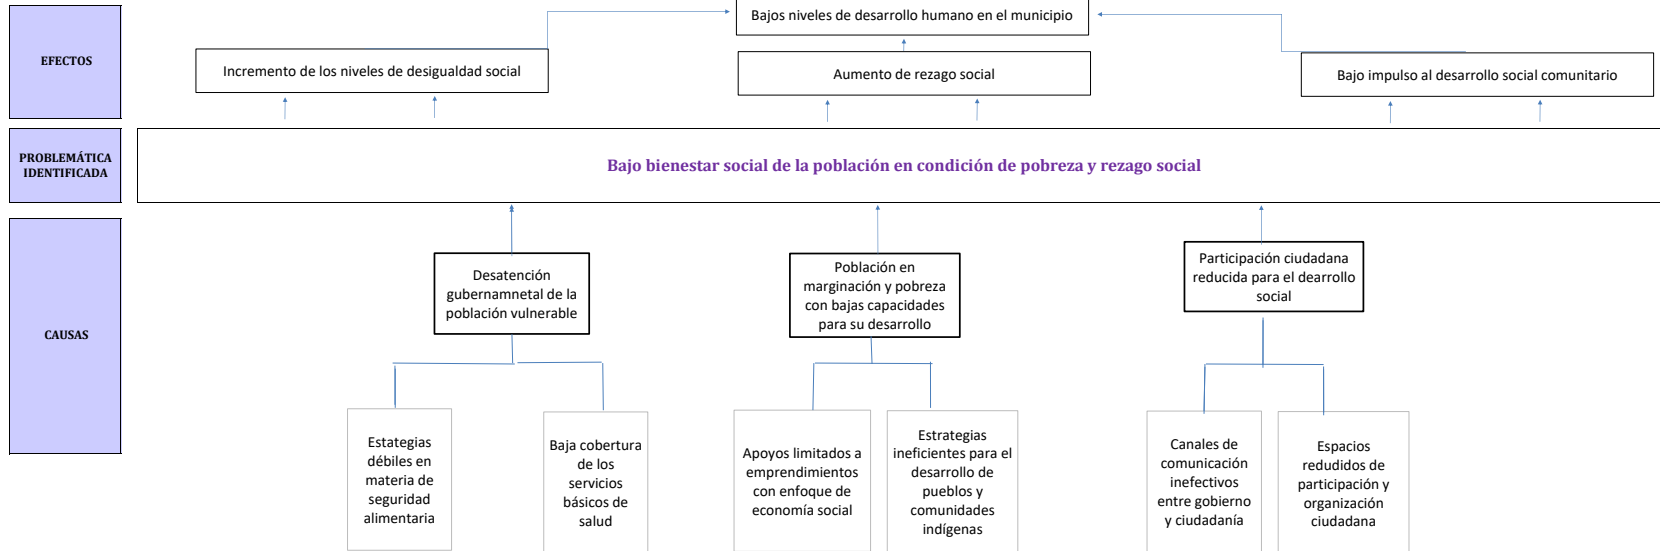 Bajos niveles de desarrollo humano en el municipio
EFECTOS
Incremento de los niveles de desigualdad social
Aumento de rezago social
Bajo impulso al desarrollo social comunitario
PROBLEMÁTICA
IDENTIFICADA
Bajo bienestar social de la población en condición de pobreza y rezago social
CAUSAS
Desatención
gubernamnetal de la
población vulnerable
Población en
marginación y pobreza
con bajas capacidades
para su desarrollo
Participación ciudadana
reducida para el dearrollo
social
Estategias
débiles en
materia de
seguridad
alimentaria
Baja cobertura
de los
servicios
básicos de
salud
Apoyos limitados a
emprendimientos
con enfoque de
economía social
Estrategias
ineficientes para el
desarrollo de
pueblos y
comunidades
indígenas
Canales de
comunicación
inefectivos
entre gobierno
y ciudadanía
Espacios
redudidos de
participación y
organización
ciudadana